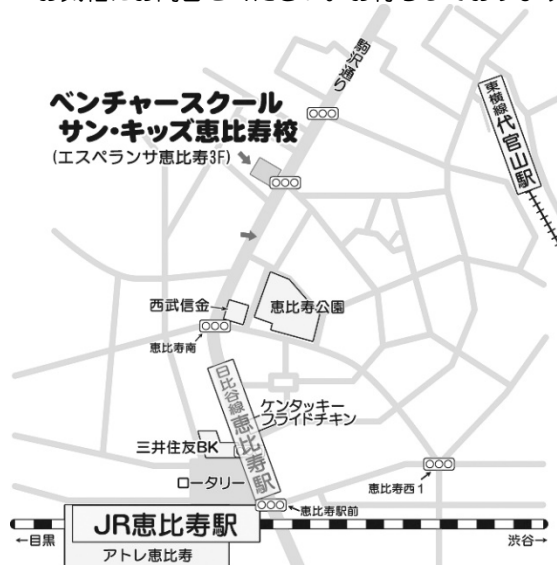 駒沢通り
ベンチャースクール
サン・キッズ恵比寿校
(エスペランサ恵比寿3F)
東横線
代官山駅
西武信金
恵比寿公園
恵比寿南
日比谷線
恵比寿駅
ケンタッキー
フライドチキン
三井住友BK
ロータリー
恵比寿西1
恵比寿駅前
JR恵比寿駅
←目黒
渋谷→
アトレ恵比寿